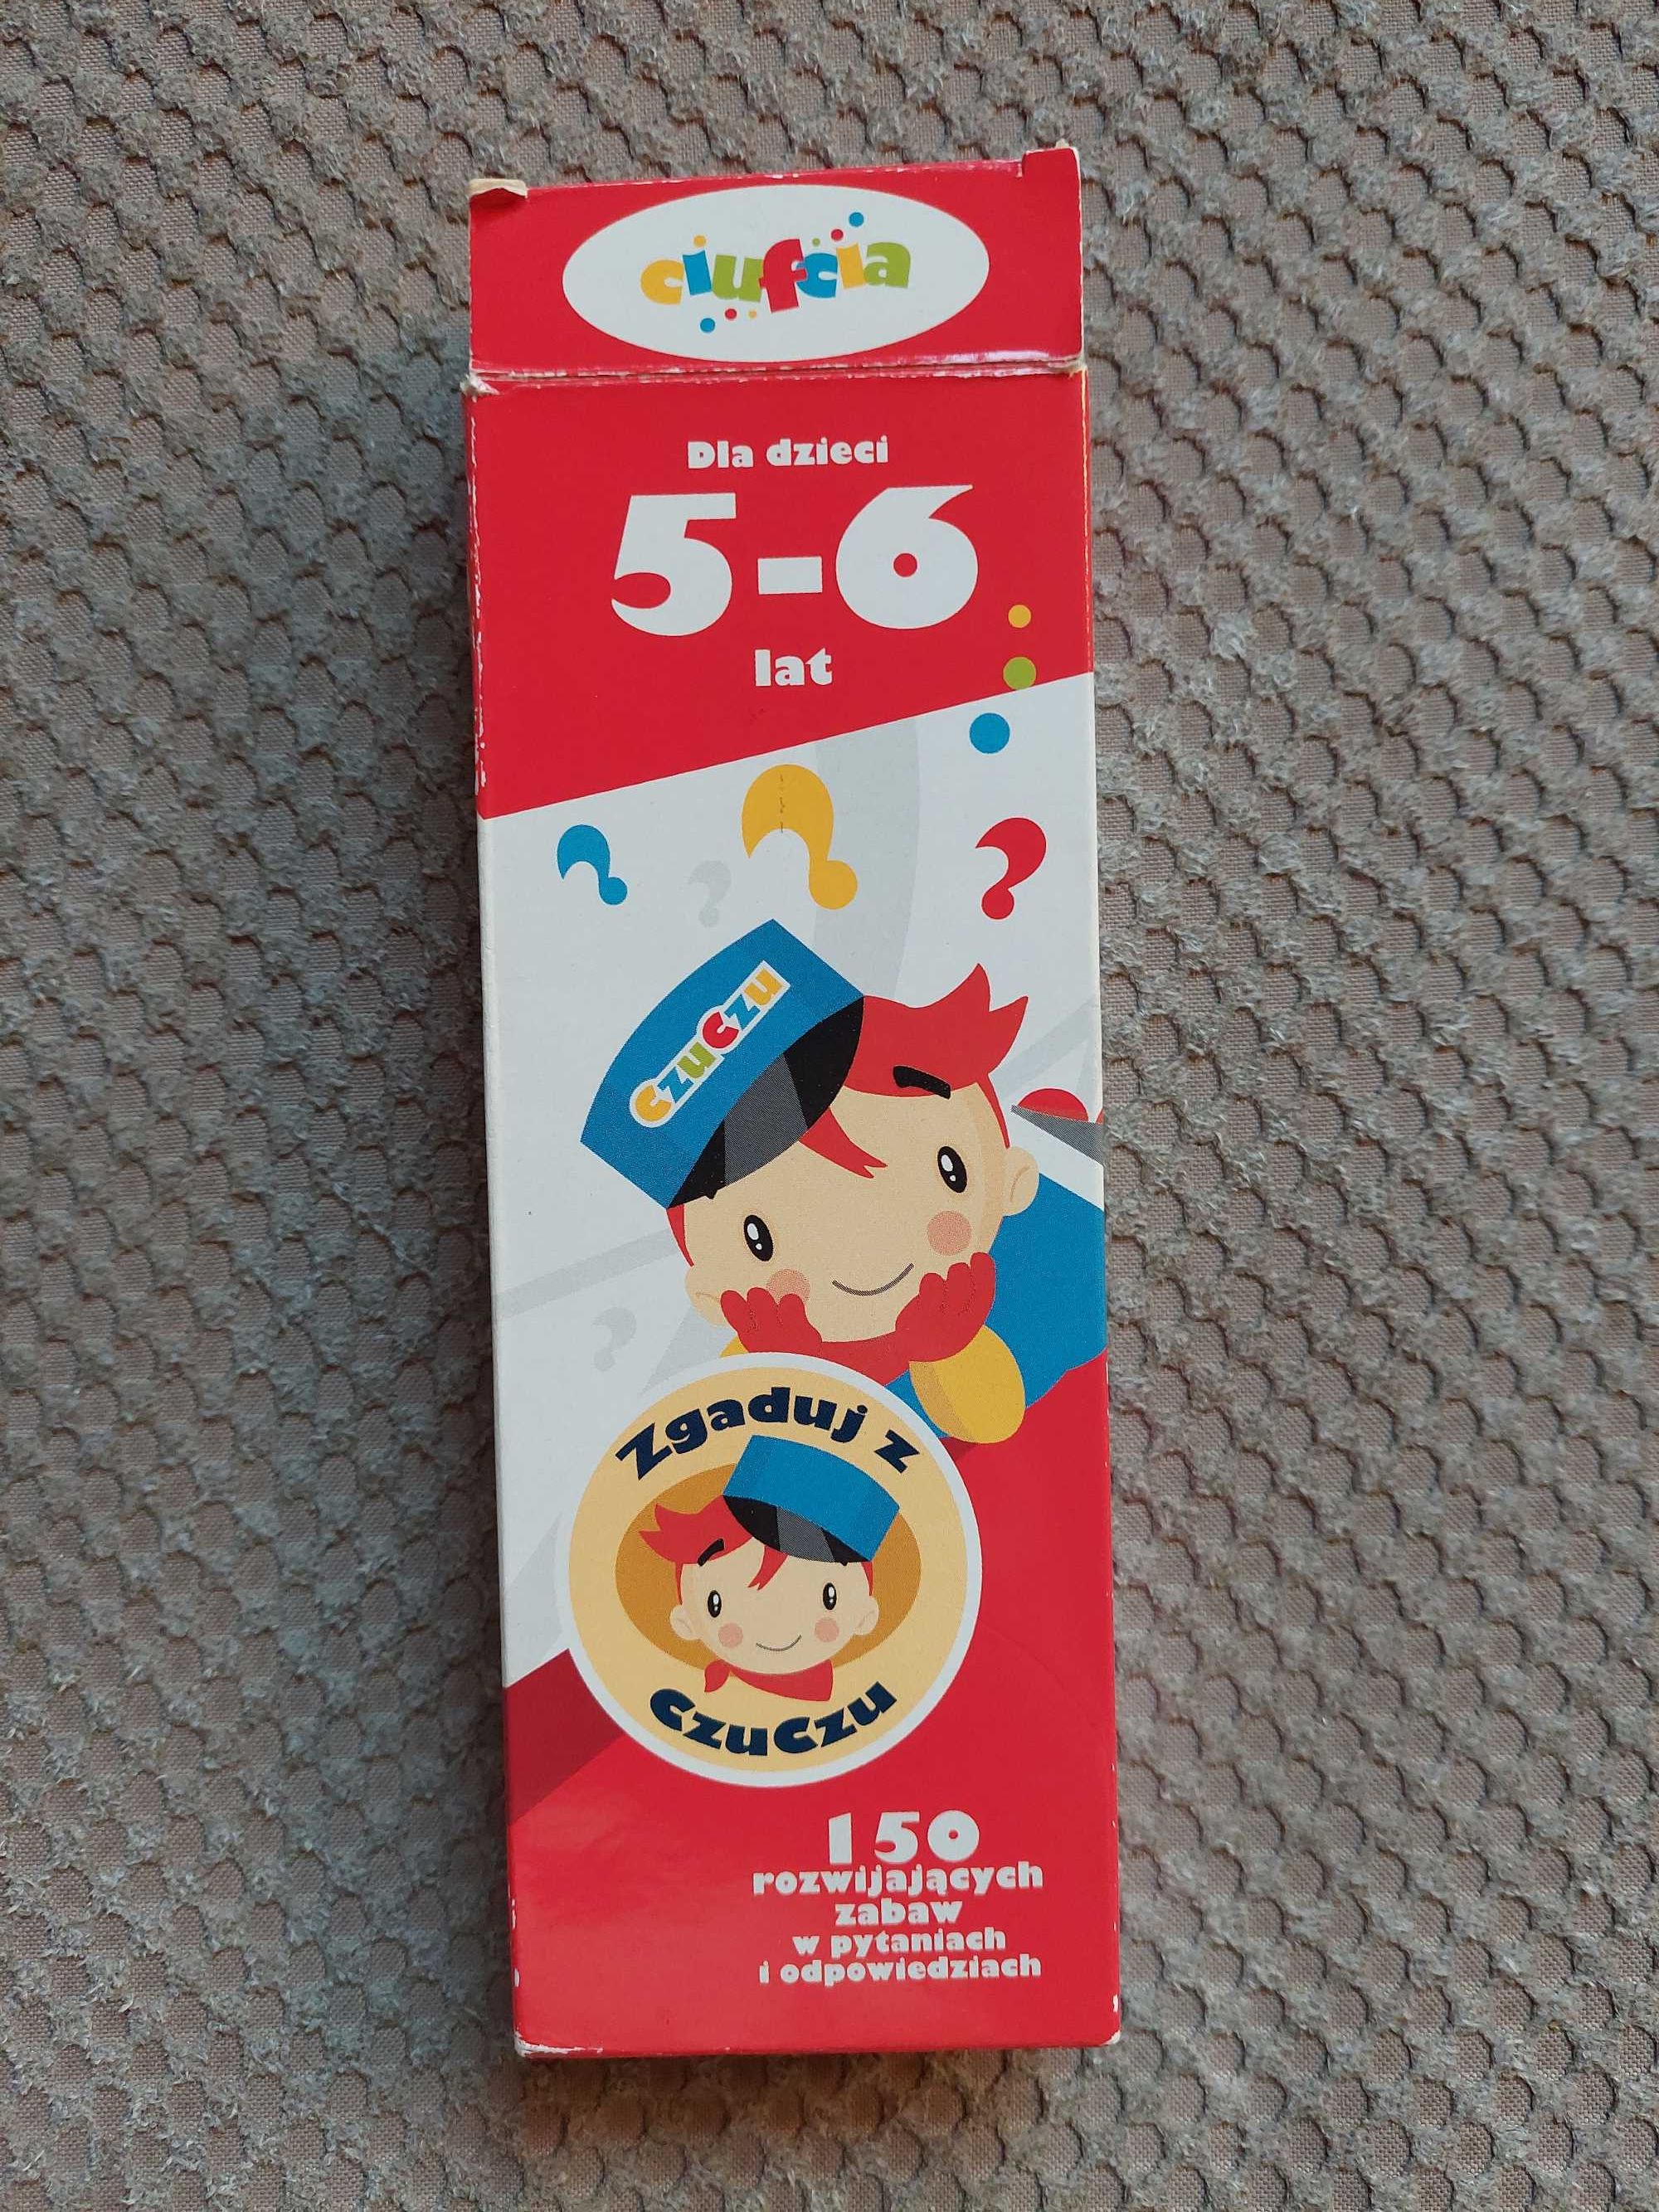 ciufcia
Dla dzieci
5-6
lat
CzuCzu
Zgaduj z
CzuCzu
150
rozwijających
zabaw
w pytaniach
i odpowiedziach